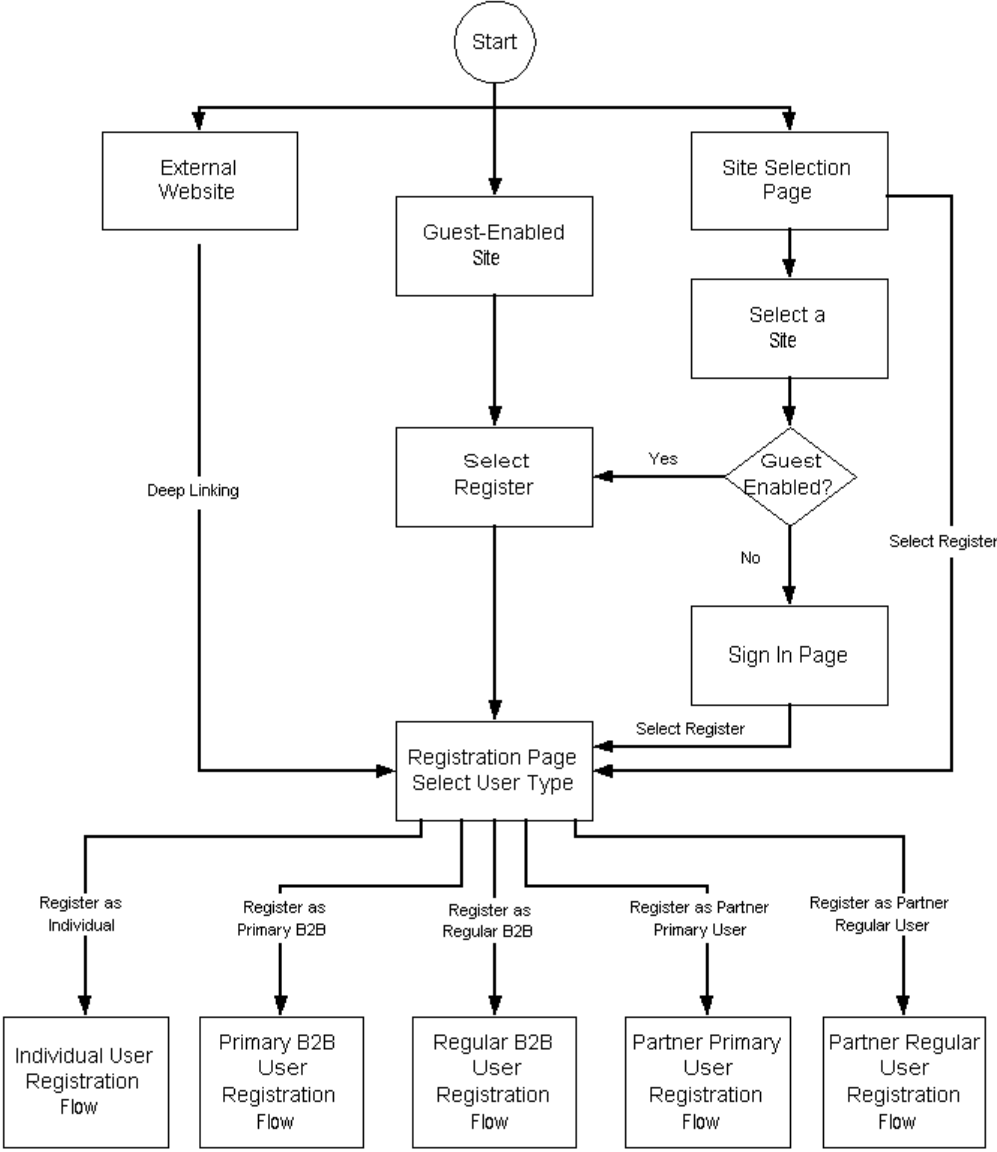 Start
External
Website
Site Selection
Page
Guest-Enabled
Site
Select a
Site
Select
Register
Yes
Guest
Enabled?
Deep Linking
Select Register
No
Sign In Page
Select Register
Registration Page
Select User Type
Register as
Individual
Register as
Primary B2B
Register as
Regular B2B
Register as Partner
Primary User
Register as Partner
Regular User
Individual User
Registration
Flow
Primary B2B
User
Registration
Flow
Regular B2B
User
Registration
Flow
Partner Primary
User
Registration
Flow
Partner Regular
User
Registration
Flow